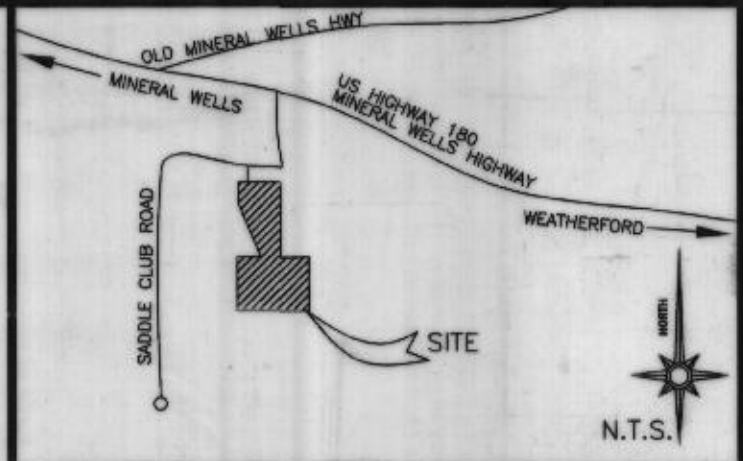 OLD MINERAL WELLS HWY
MINERAL WELLS
US HIGHWAY 180
MINERAL WELLS HIGHWAY
WEATHERFORD
SADDLE CLUB ROAD
SITE
NORTH
N.T.S.